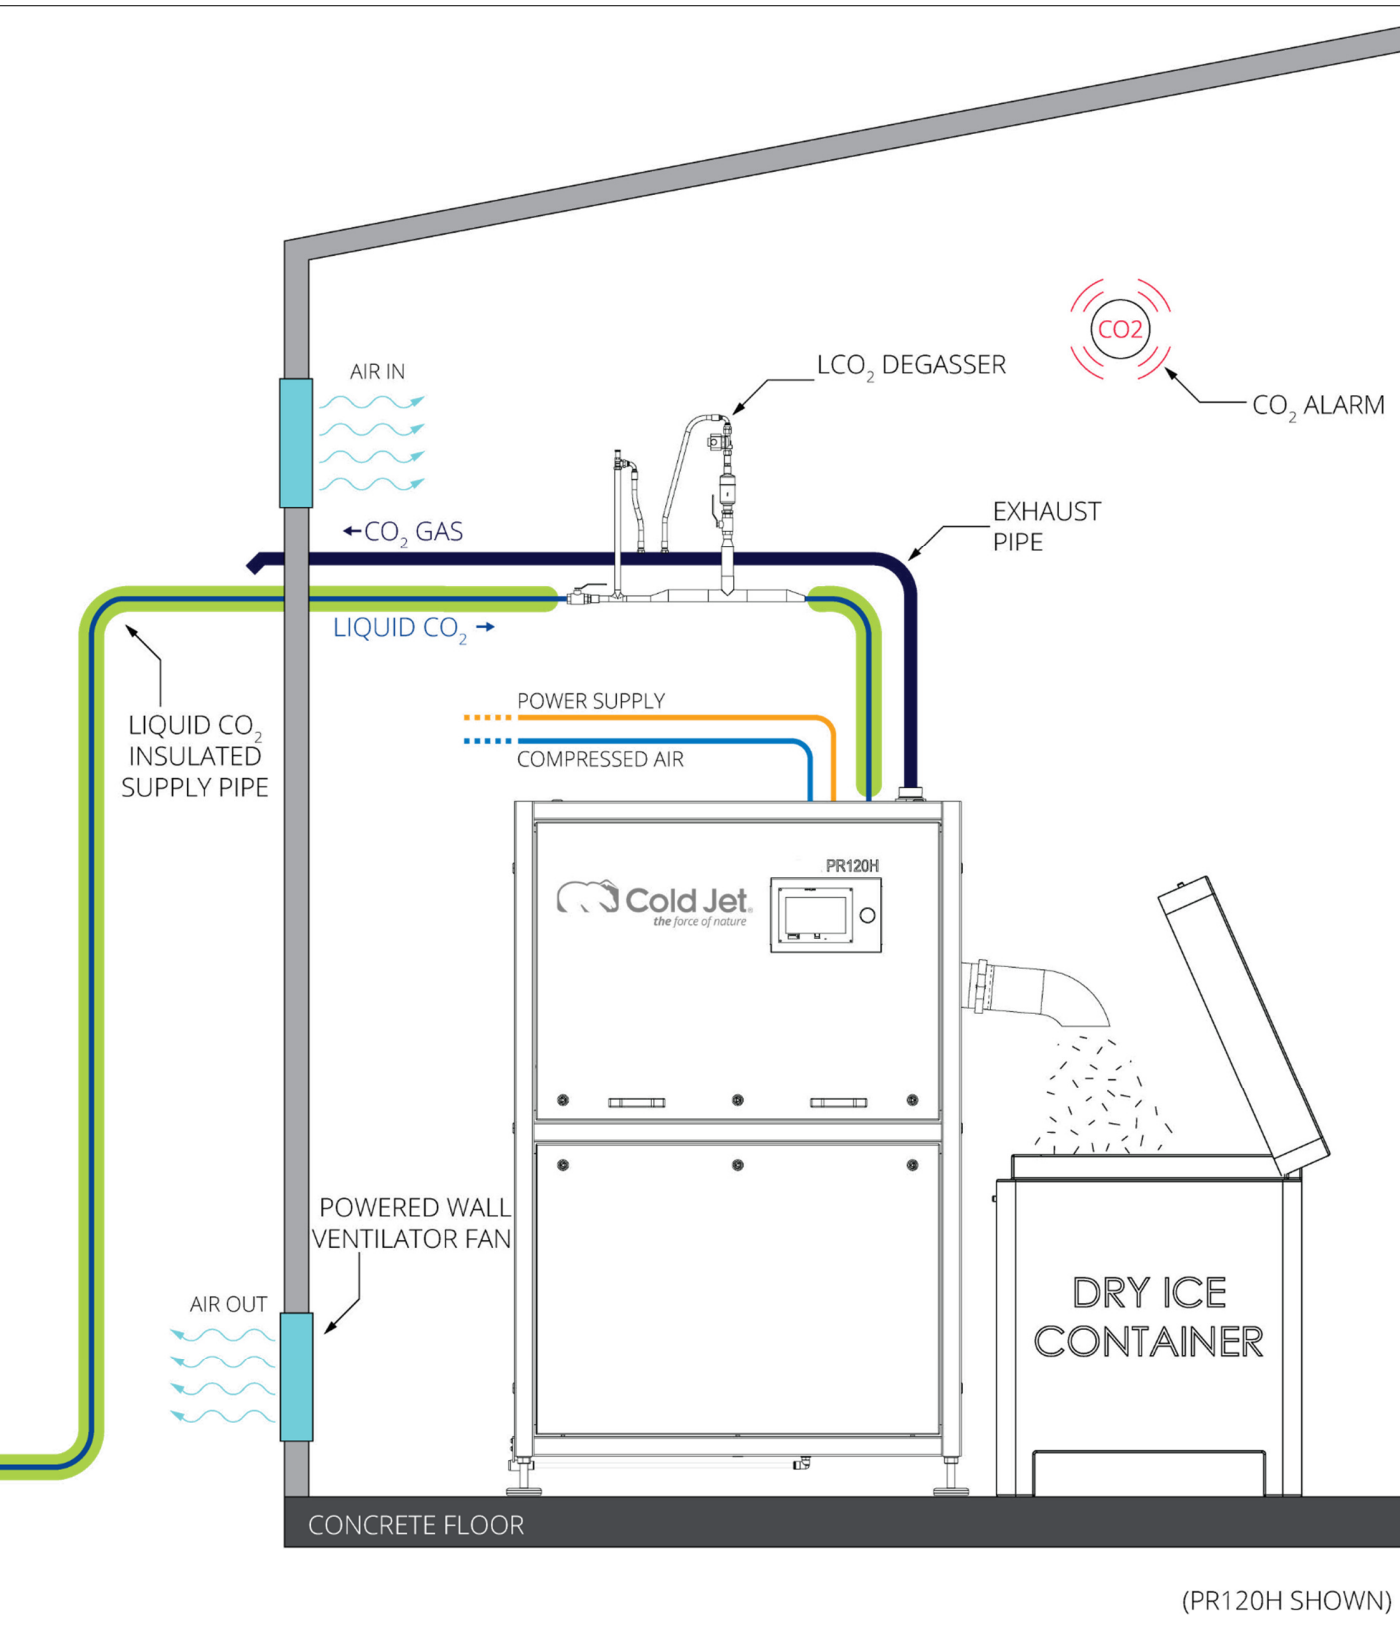 AIR IN
LCO₂ DEGASSER
CO2
CO₂ ALARM
←CO₂ GAS
EXHAUST
PIPE
LIQUID CO₂ →
LIQUID CO₂
INSULATED
SUPPLY PIPE
POWER SUPPLY
COMPRESSED AIR
PR120H
Cold Jet®
the force of nature
POWERED WALL
VENTILATOR FAN
AIR OUT
DRY ICE
CONTAINER
CONCRETE FLOOR
(PR120H SHOWN)